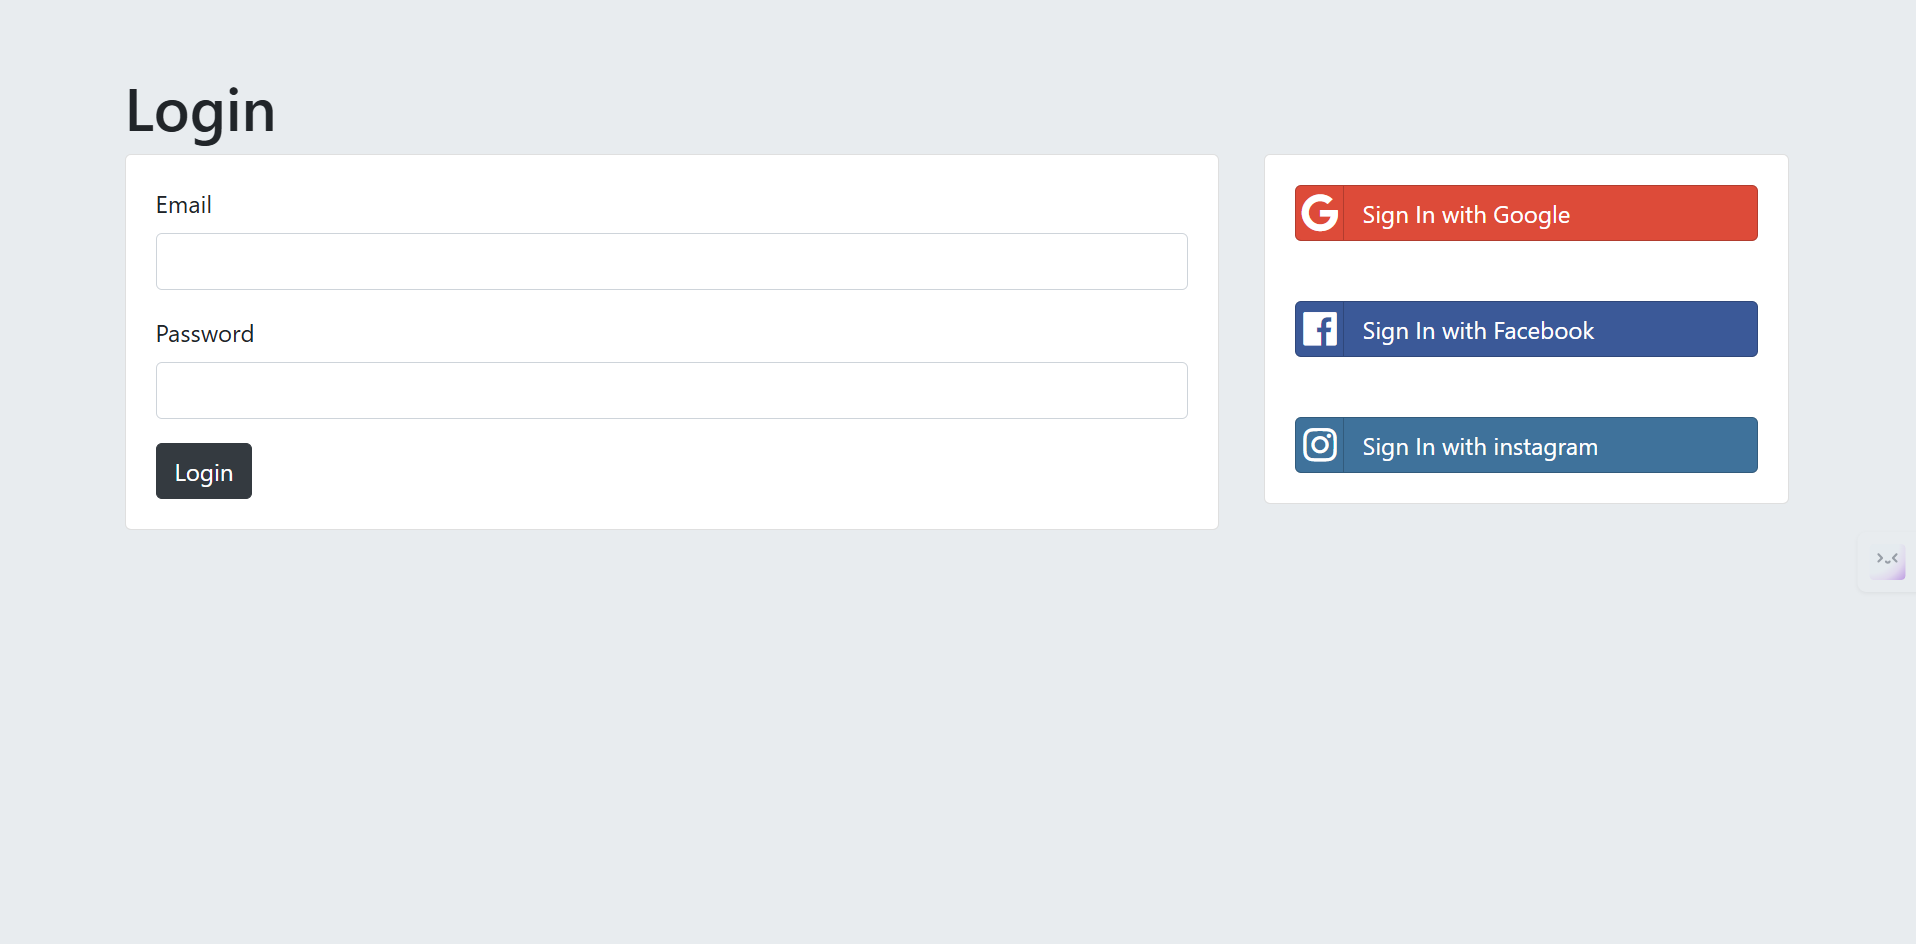 Login
Email
Password
Login
Sign In with Google
Sign In with Facebook
Sign In with instagram